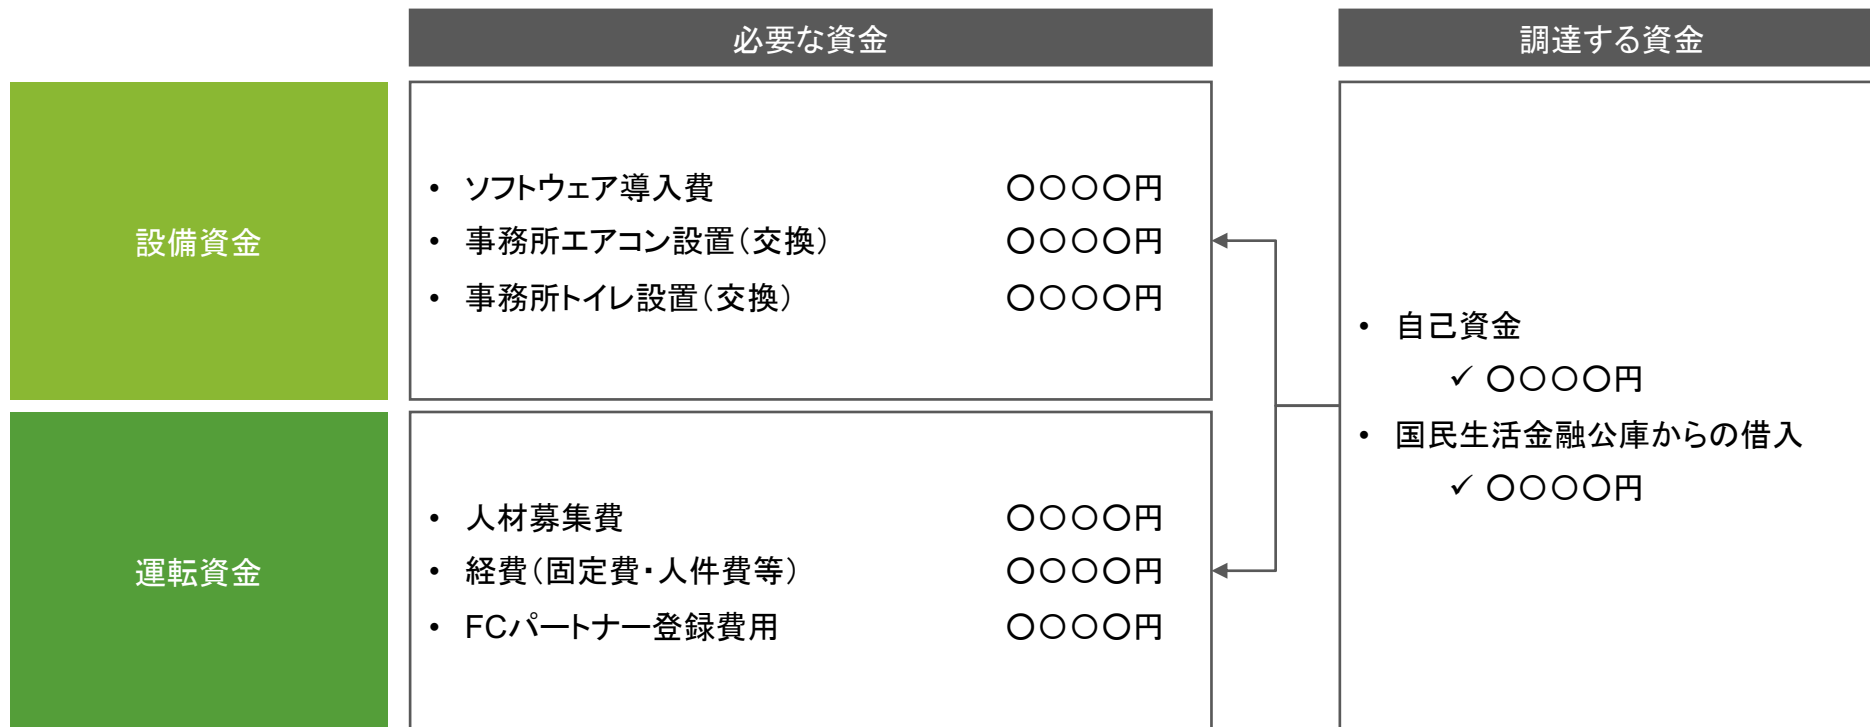 必要な資金
調達する資金
設備資金
• ソフトウェア導入費 〇〇〇〇円
• 事務所エアコン設置（交換） 〇〇〇〇円
• 事務所トイレ設置（交換） 〇〇〇〇円
運転資金
• 人材募集費 〇〇〇〇円
• 経費（固定費・人件費等） 〇〇〇〇円
• FCパートナー登録費用 〇〇〇〇円
• 自己資金
✓ 〇〇〇〇円
• 国民生活金融公庫からの借入
✓ 〇〇〇〇円